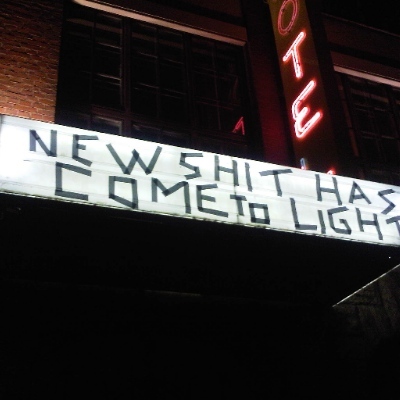 OTE
NEW SHIT HAS
COME to LIGHT